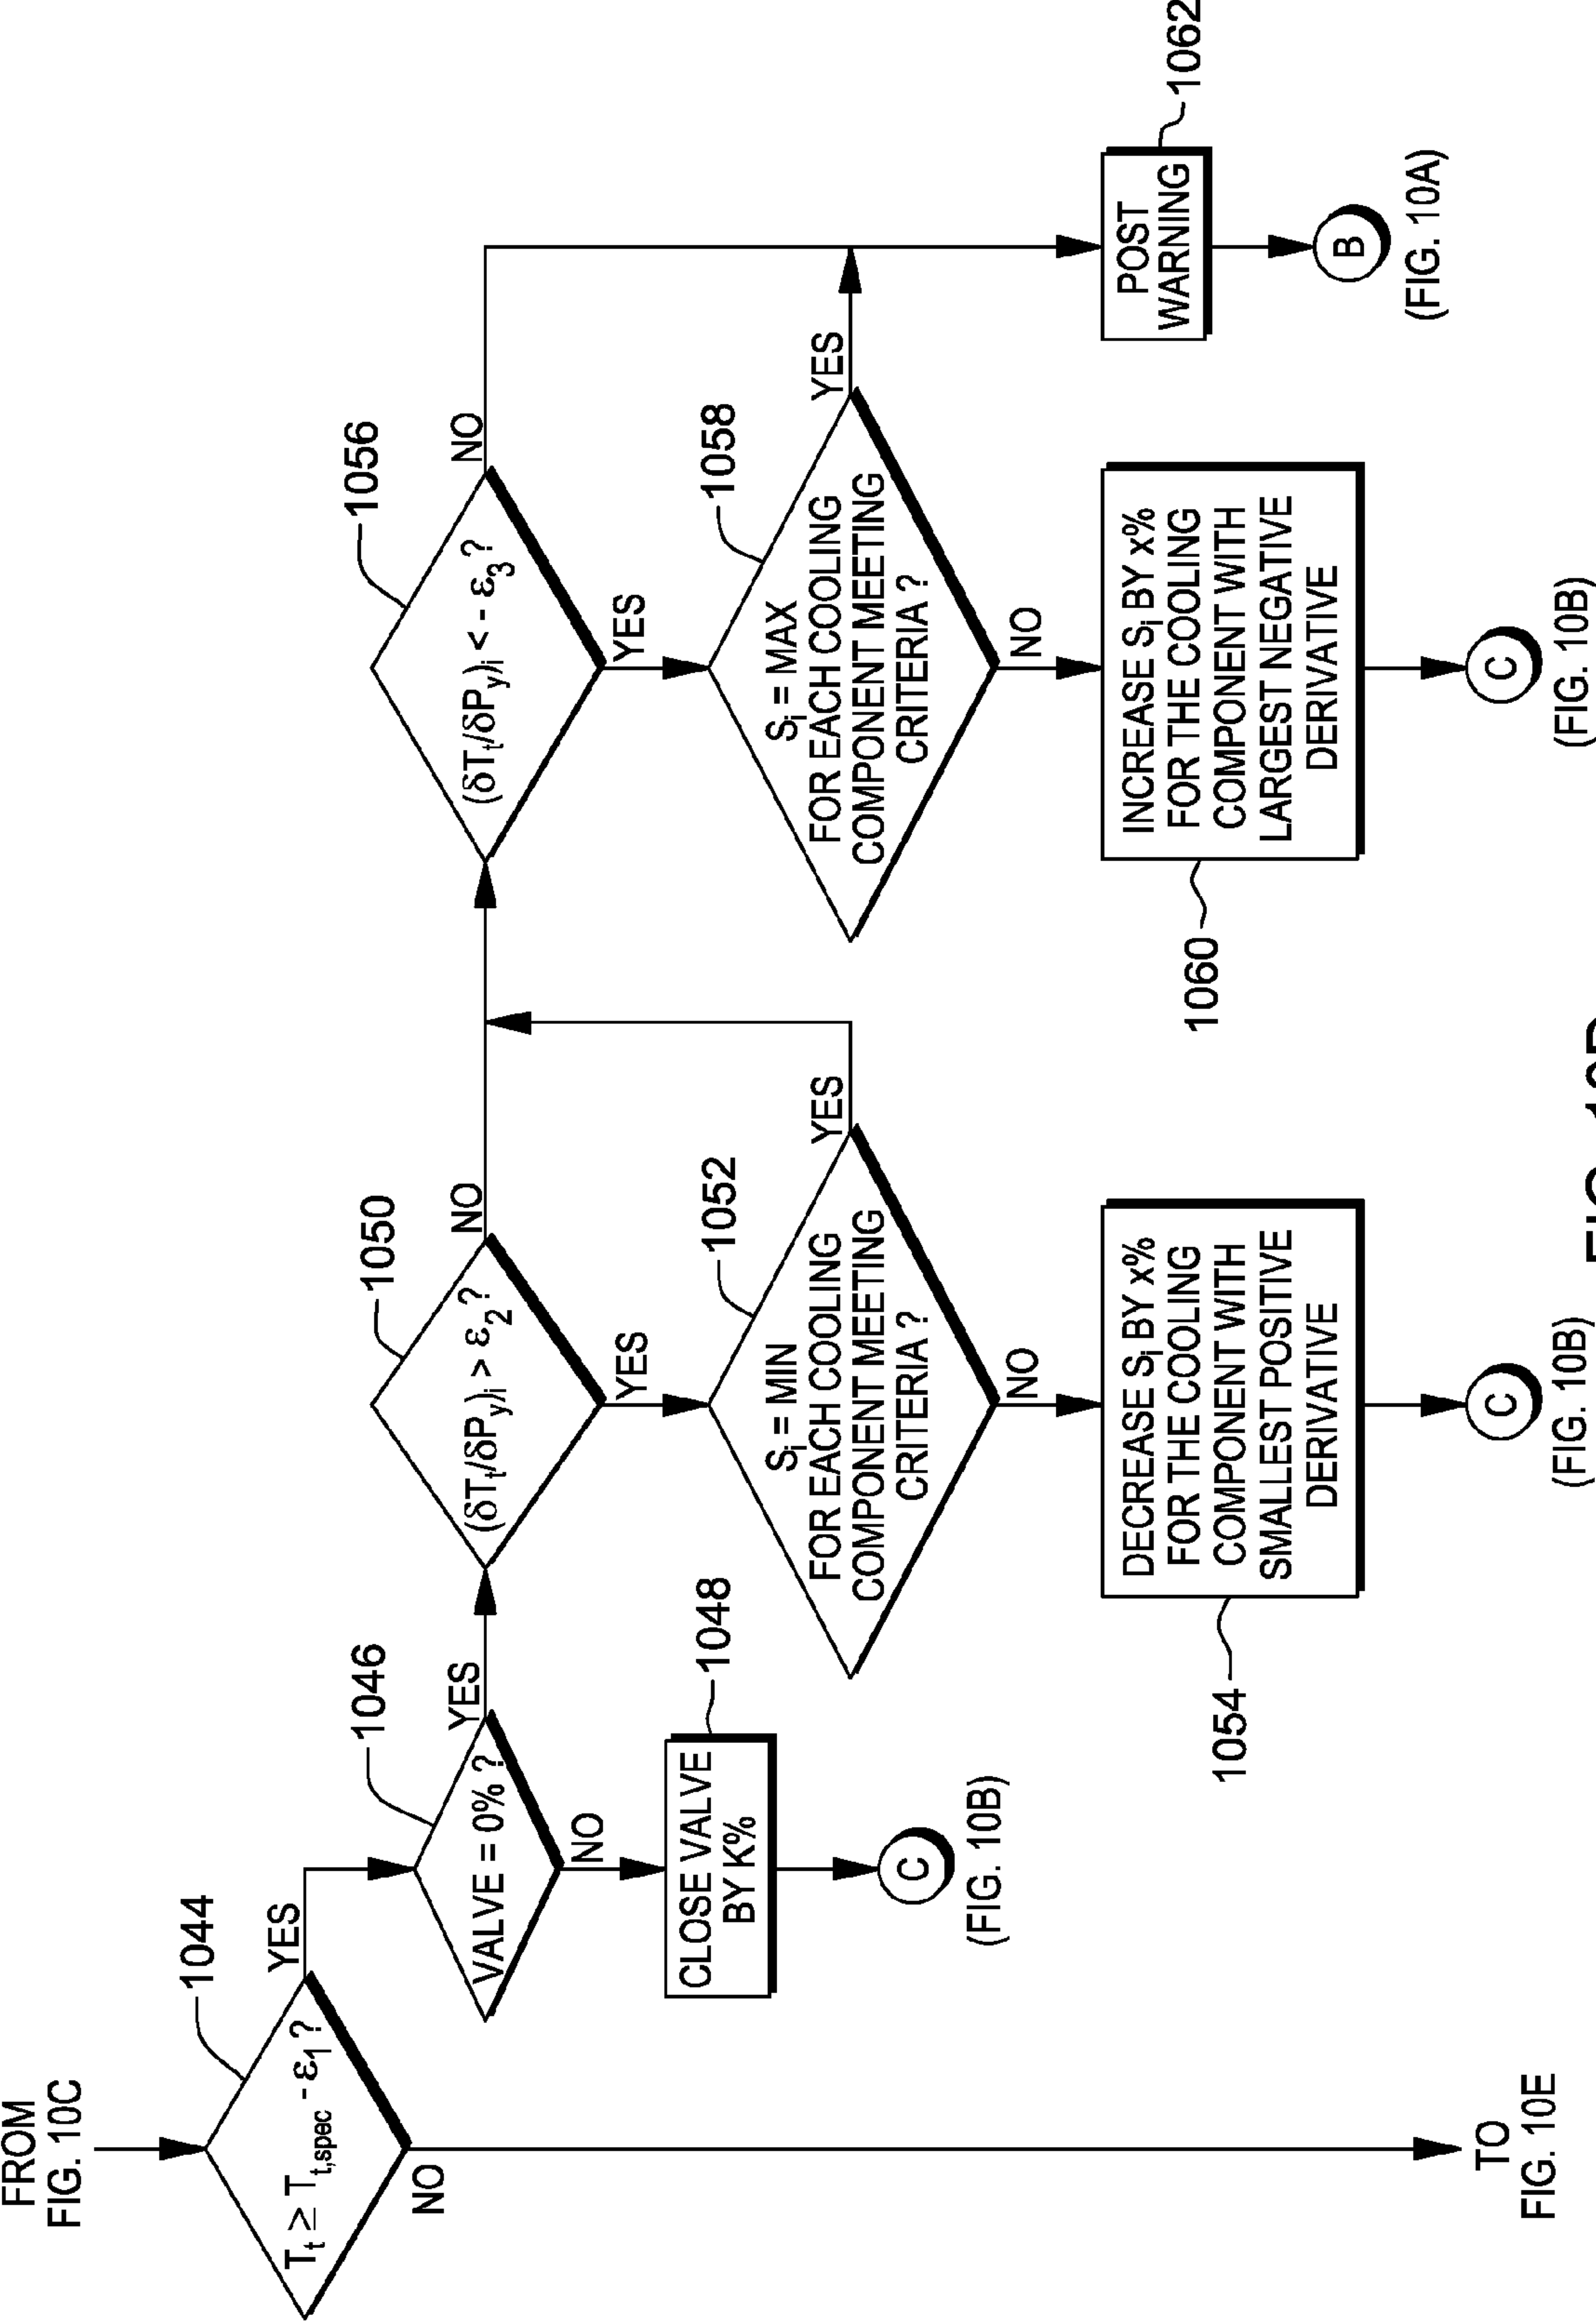 FROM
FIG. 10C
1044
Tt ≥ Tt,spec - ε1 ?
YES
NO
TO
FIG. 10E
1046
VALVE = 0% ?
YES
NO
1048
CLOSE VALVE
BY K%
C
(FIG. 10B)
1050
(δTt/δPy)i > ε2 ?
NO
YES
1052
Si = MIN
FOR EACH COOLING
COMPONENT MEETING
CRITERIA ?
YES
NO
1054
DECREASE Si BY x%
FOR THE COOLING
COMPONENT WITH
SMALLEST POSITIVE
DERIVATIVE
C
(FIG. 10B)
1056
(δTt/δPy)i < - ε3 ?
NO
YES
1058
Si = MAX
FOR EACH COOLING
COMPONENT MEETING
CRITERIA ?
YES
NO
1060
INCREASE Si BY x%
FOR THE COOLING
COMPONENT WITH
LARGEST NEGATIVE
DERIVATIVE
C
(FIG. 10B)
1062
POST
WARNING
B
(FIG. 10A)